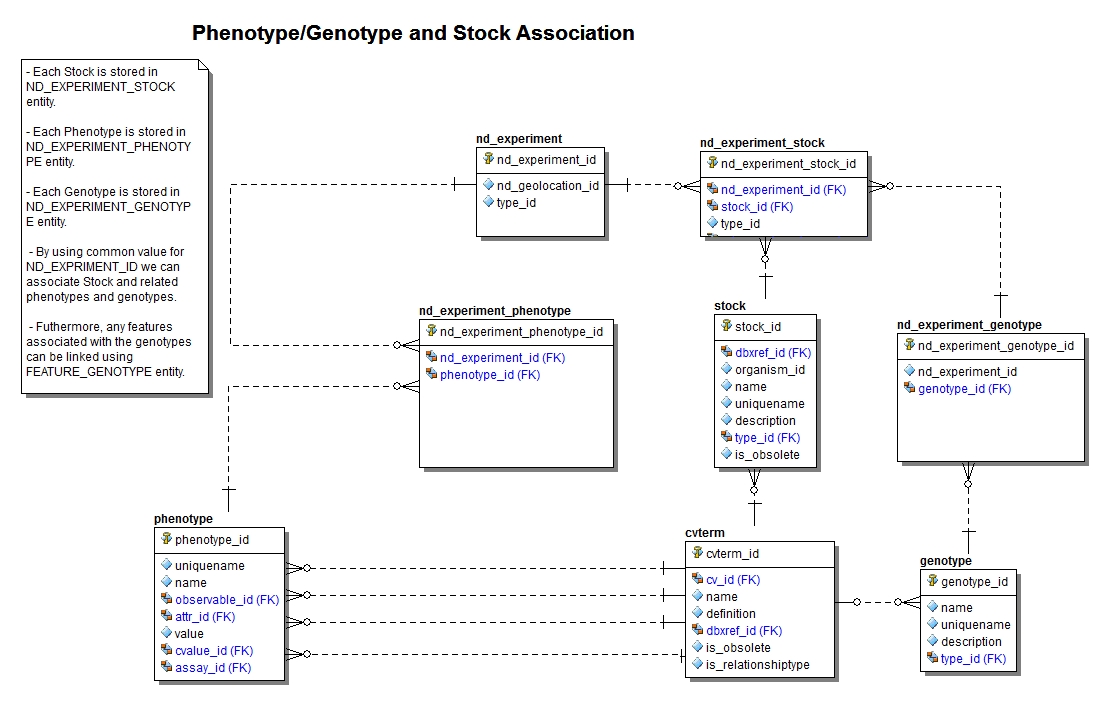 Phenotype/Genotype and Stock Association
- Each Stock is stored in
ND_EXPERIMENT_STOCK
entity.
- Each Phenotype is stored in
ND_EXPERIMENT_PHENOTY
PE entity.
- Each Genotype is stored in
ND_EXPERIMENT_GENOTYP
E entity.
- By using common value for
ND_EXPRIMENT_ID we can
associate Stock and related
phenotypes and genotypes.
- Futhermore, any features
associated with the genotypes
can be linked using
FEATURE_GENOTYPE entity.
nd_experiment
nd_experiment_id
nd_geolocation_id
type_id
nd_experiment_stock
nd_experiment_stock_id
nd_experiment_id (FK)
stock_id (FK)
type_id
nd_experiment_phenotype
nd_experiment_phenotype_id
nd_experiment_id (FK)
phenotype_id (FK)
stock
stock_id
dbxref_id (FK)
organism_id
name
uniquename
description
type_id (FK)
is_obsolete
nd_experiment_genotype
nd_experiment_genotype_id
nd_experiment_id
genotype_id (FK)
phenotype
phenotype_id
uniquename
name
observable_id (FK)
attr_id (FK)
value
cvalue_id (FK)
assay_id (FK)
cvterm
cvterm_id
cv_id (FK)
name
definition
dbxref_id (FK)
is_obsolete
is_relationshiptype
genotype
genotype_id
name
uniquename
description
type_id (FK)